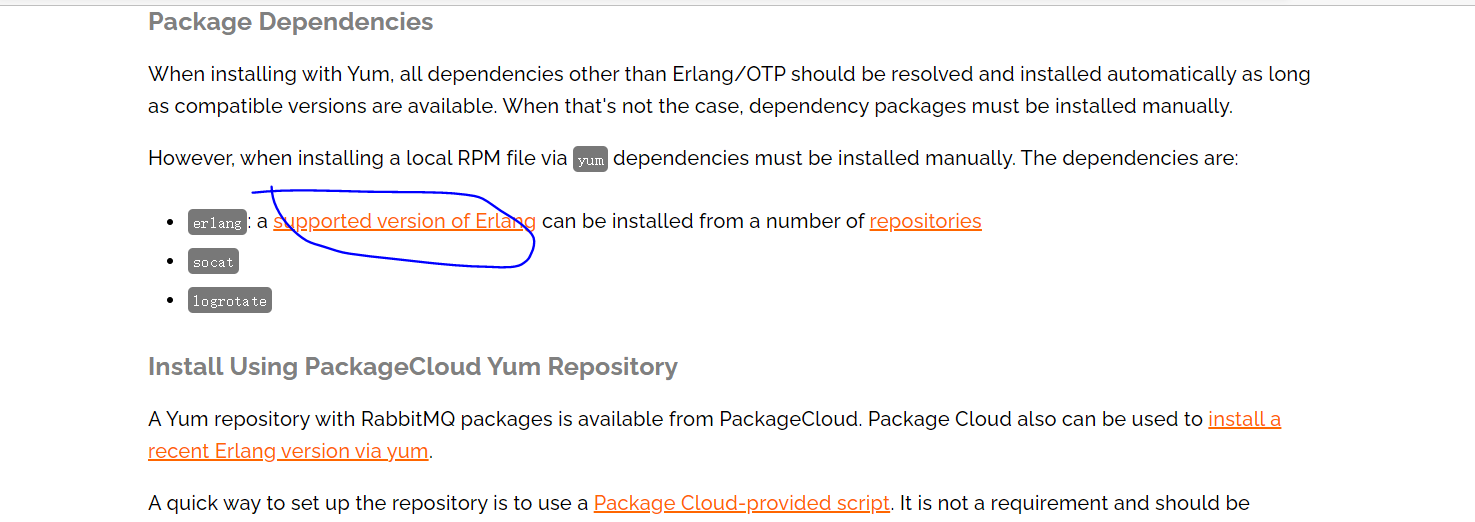 Package Dependencies
When installing with Yum, all dependencies other than Erlang/OTP should be resolved and installed automatically as long
as compatible versions are available. When that's not the case, dependency packages must be installed manually.
However, when installing a local RPM file via yum dependencies must be installed manually. The dependencies are:
erlang: a supported version of Erlang can be installed from a number of repositories
socat
logrotate
Install Using PackageCloud Yum Repository
A Yum repository with RabbitMQ packages is available from PackageCloud. Package Cloud also can be used to install a
recent Erlang version via yum.
A quick way to set up the repository is to use a Package Cloud-provided script. It is not a requirement and should be